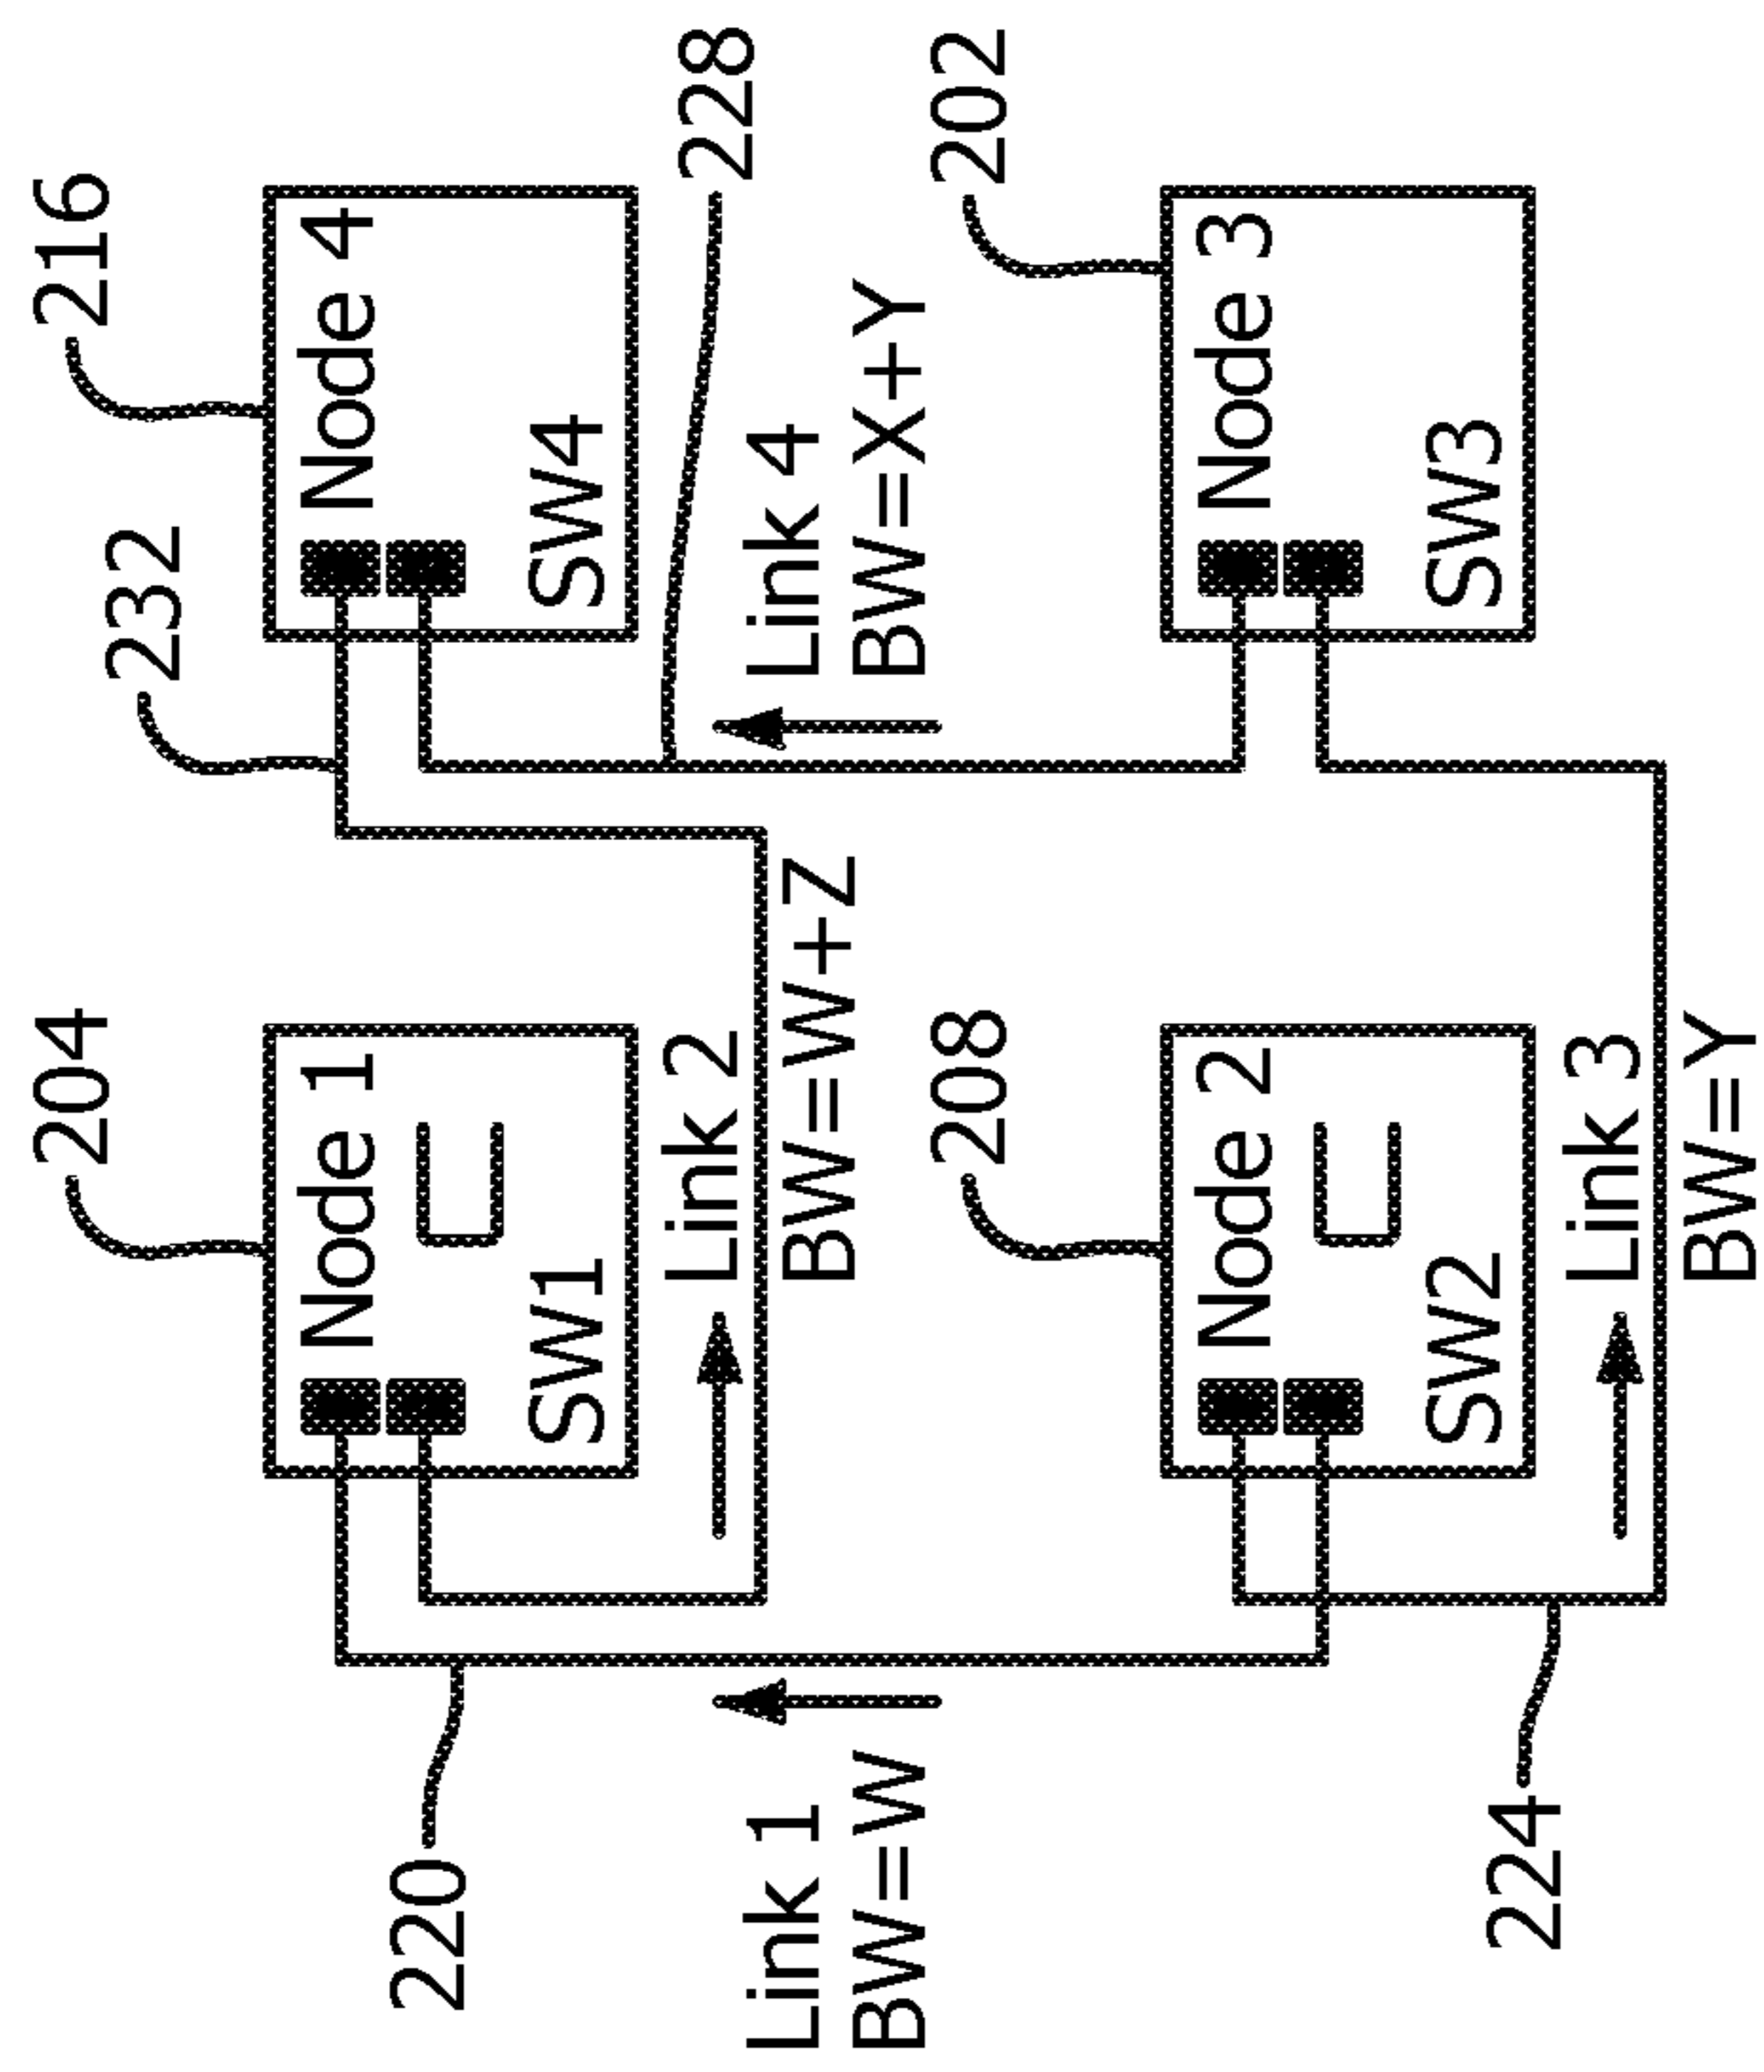 204
216
232
Node 1
Node 4
220
SW1
SW4
Link 2
BW=W+Z
228
Link 1
BW=W
Link 4
BW=X+Y
208
202
Node 2
Node 3
SW2
SW3
224
Link 3
BW=Y